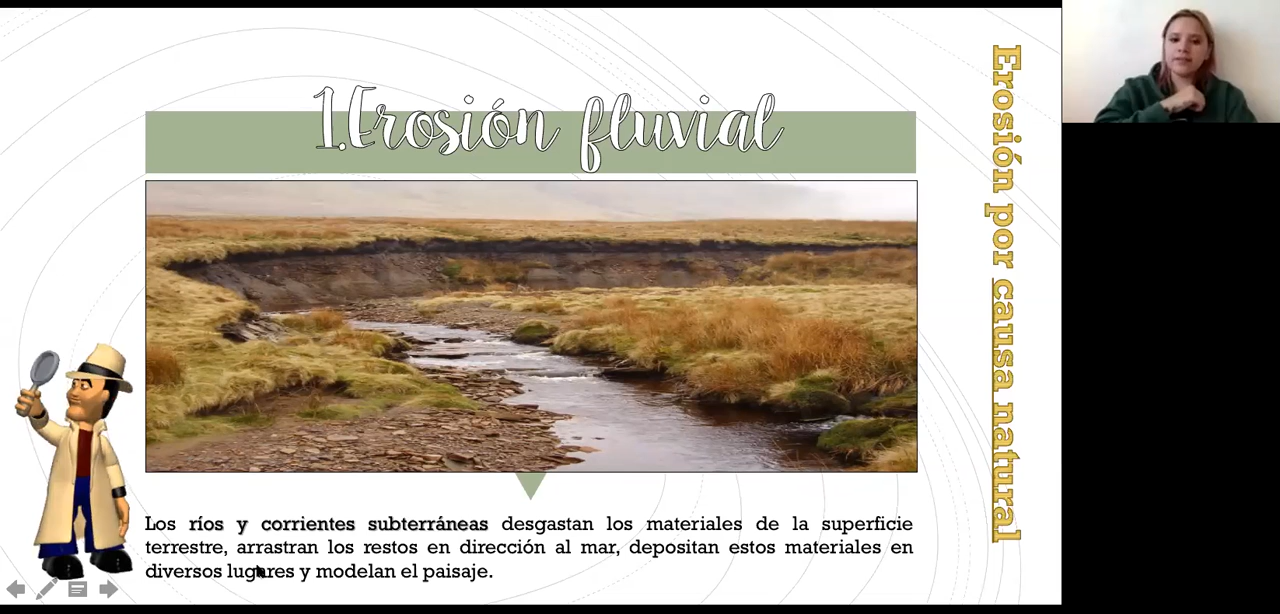 1.Erosión fluvial
Los ríos y corrientes subterráneas desgastan los materiales de la superficie
terrestre, arrastran los restos en dirección al mar, depositan estos materiales en
diversos lugares y modelan el paisaje.
Erosión por causa natural